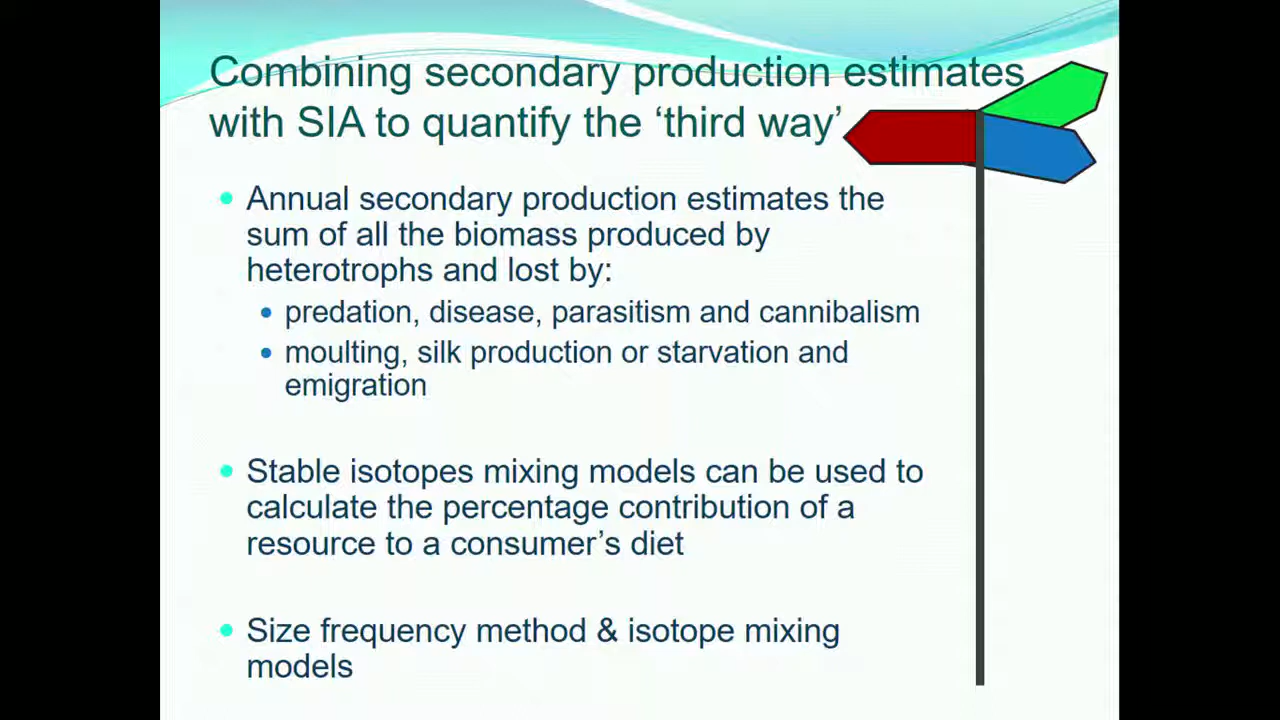 Combining secondary production estimates
with SIA to quantify the ‘third way’
• Annual secondary production estimates the
sum of all the biomass produced by
heterotrophs and lost by:
• predation, disease, parasitism and cannibalism
• moulting, silk production or starvation and
emigration
• Stable isotopes mixing models can be used to
calculate the percentage contribution of a
resource to a consumer’s diet
• Size frequency method & isotope mixing
models